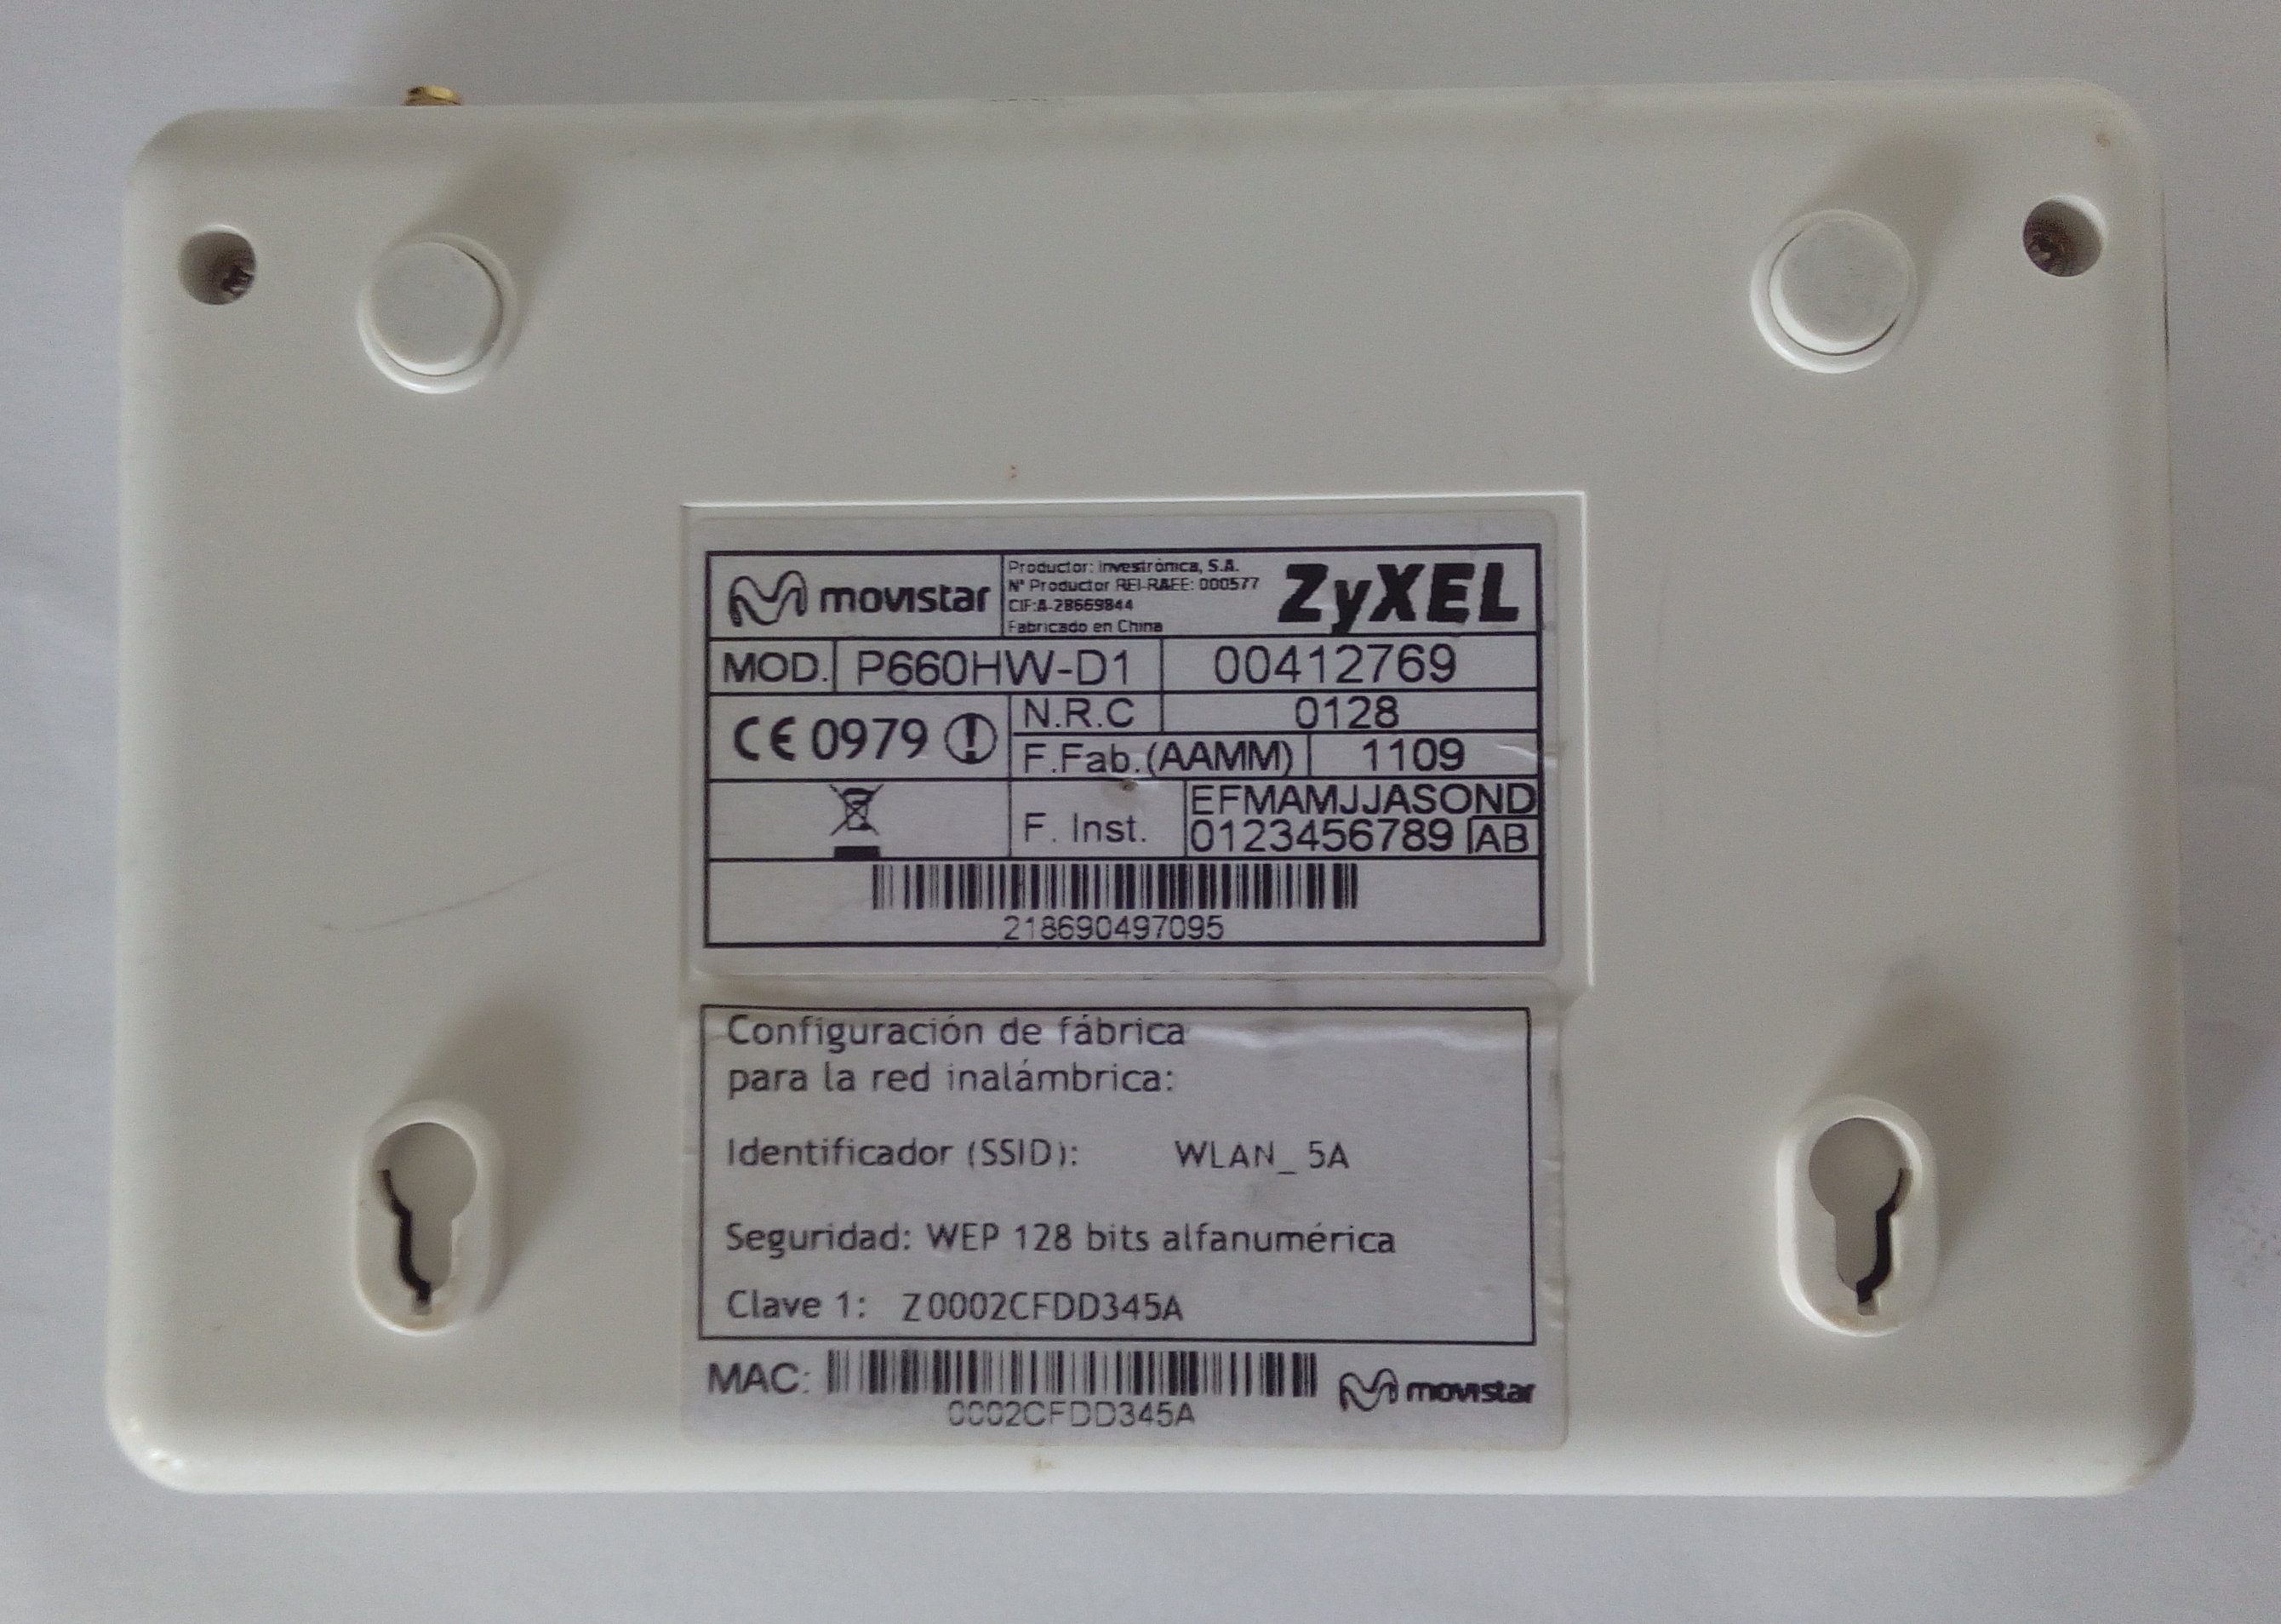 movistar
Productor: Investrónica, S.A.
Nº Productor REI-RAEE: 000577
CIF:A-28669844
Fabricado en China
ZyXEL
MOD. P660HW-D1 00412769
CE 0979
N.R.C 0128
F.Fab.(AAMM) 1109
F. Inst. EFMAMJJASOND
0123456789 AB
218690497095
Configuración de fábrica
para la red inalámbrica:
Identificador (SSID): WLAN_ 5A
Seguridad: WEP 128 bits alfanumérica
Clave 1: Z0002CFDD345A
MAC:
0002CFDD345A
movistar